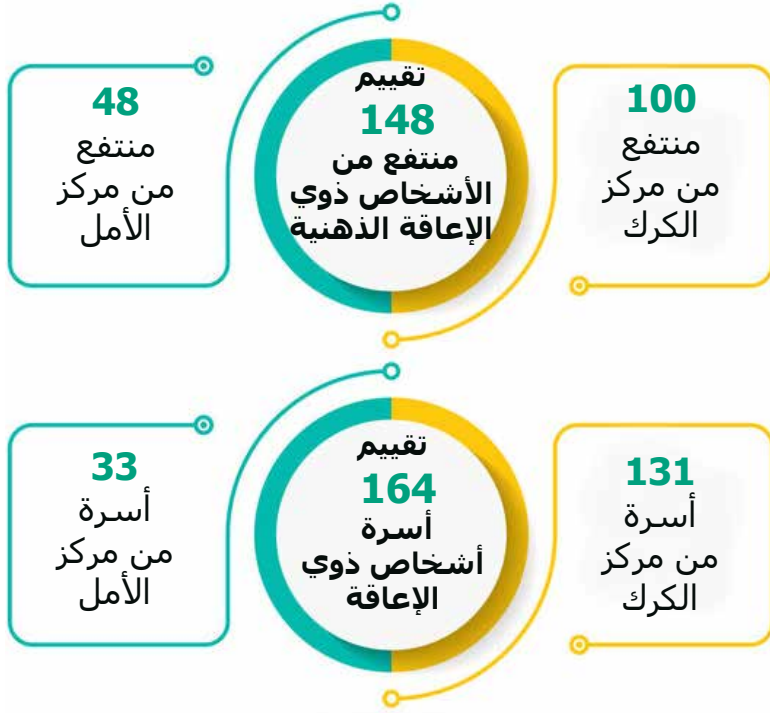 100
منتفع
من مركز
الكرك
تقييم
148
منتفع من
الأشخاص ذوي
الإعاقة الذهنية
48
منتفع
من مركز
الأمل
131
أسرة
من مركز
الكرك
تقييم
164
أسرة
أشخاص ذوي
الإعاقة
33
أسرة
من مركز
الأمل